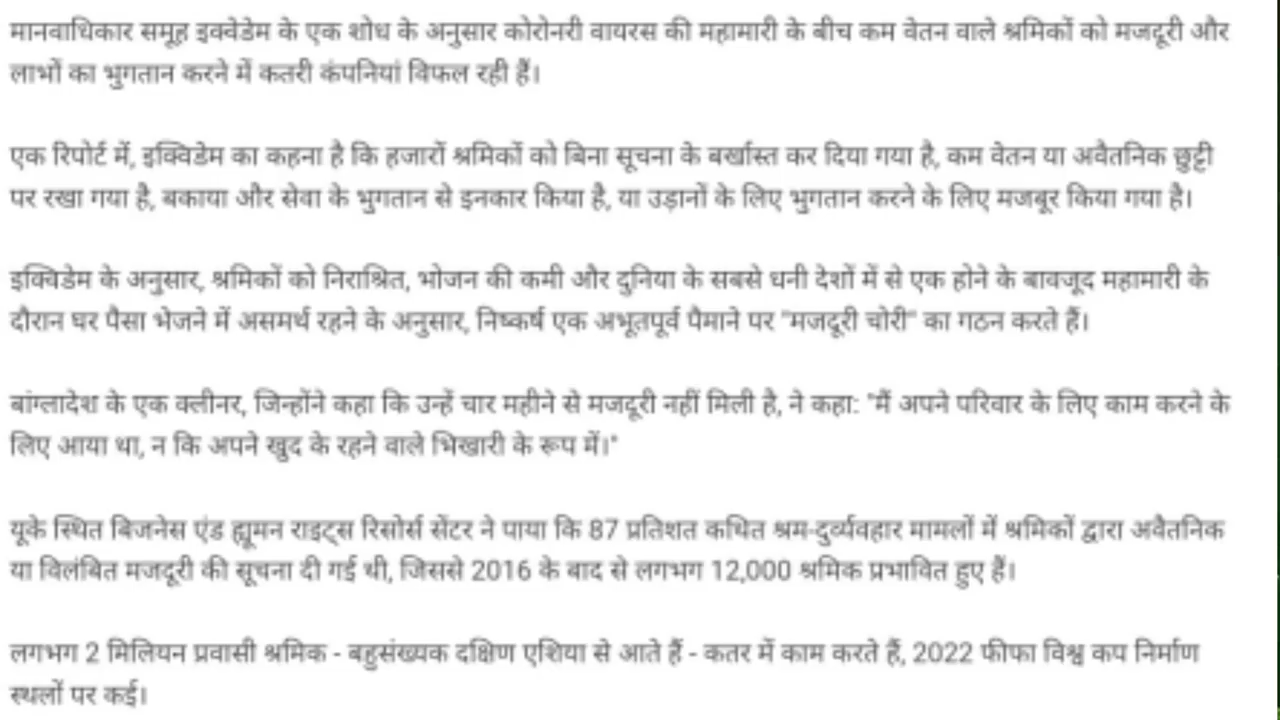 मानवाधिकार समूह इक्वेडेम के एक शोध के अनुसार कोरोनरी वायरस की महामारी के बीच कम वेतन वाले श्रमिकों को मजदूरी और
लाभों का भुगतान करने में कतरी कंपनियां विफल रही हैं।
एक रिपोर्ट में, इक्विडेम का कहना है कि हजारों श्रमिकों को बिना सूचना के बर्खास्त कर दिया गया है, कम वेतन या अवैतनिक छुट्टी
पर रखा गया है, बकाया और सेवा के भुगतान से इनकार किया है, या उड़ानों के लिए भुगतान करने के लिए मजबूर किया गया है।
इक्विडेम के अनुसार, श्रमिकों को निराश्रित, भोजन की कमी और दुनिया के सबसे धनी देशों में से एक होने के बावजूद महामारी के
दौरान घर पैसा भेजने में असमर्थ रहने के अनुसार, निष्कर्ष एक अभूतपूर्व पैमाने पर "मजदूरी चोरी" का गठन करते हैं।
बांग्लादेश के एक क्लीनर, जिन्होंने कहा कि उन्हें चार महीने से मजदूरी नहीं मिली है, ने कहा: "मैं अपने परिवार के लिए काम करने के
लिए आया था, न कि अपने खुद के रहने वाले भिखारी के रूप में।"
यूके स्थित बिजनेस एंड ह्यूमन राइट्स रिसोर्स सेंटर ने पाया कि 87 प्रतिशत कथित श्रम-दुर्व्यवहार मामलों में श्रमिकों द्वारा अवैतनिक
या विलंबित मजदूरी की सूचना दी गई थी, जिससे 2016 के बाद से लगभग 12,000 श्रमिक प्रभावित हुए हैं।
लगभग 2 मिलियन प्रवासी श्रमिक - बहुसंख्यक दक्षिण एशिया से आते हैं - कतर में काम करते हैं, 2022 फीफा विश्व कप निर्माण
स्थलों पर कई।